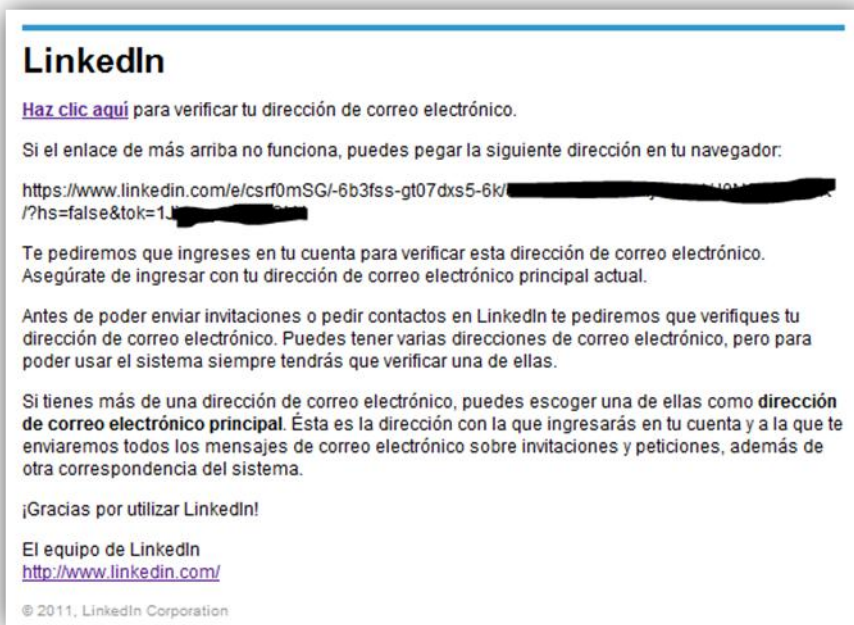 LinkedIn
Haz clic aquí para verificar tu dirección de correo electrónico.
Si el enlace de más arriba no funciona, puedes pegar la siguiente dirección en tu navegador:
https://www.linkedin.com/e/csrf0mSG/-6b3fss-gt07dxs5-6k/
/?hs=false&tok=1J
Te pediremos que ingreses en tu cuenta para verificar esta dirección de correo electrónico.
Asegúrate de ingresar con tu dirección de correo electrónico principal actual.
Antes de poder enviar invitaciones o pedir contactos en LinkedIn te pediremos que verifiques tu
dirección de correo electrónico. Puedes tener varias direcciones de correo electrónico, pero para
poder usar el sistema siempre tendrás que verificar una de ellas.
Si tienes más de una dirección de correo electrónico, puedes escoger una de ellas como dirección
de correo electrónico principal. Ésta es la dirección con la que ingresarás en tu cuenta y a la que te
enviaremos todos los mensajes de correo electrónico sobre invitaciones y peticiones, además de
otra correspondencia del sistema.
¡Gracias por utilizar LinkedIn!
El equipo de LinkedIn
http://www.linkedin.com/
© 2011, LinkedIn Corporation